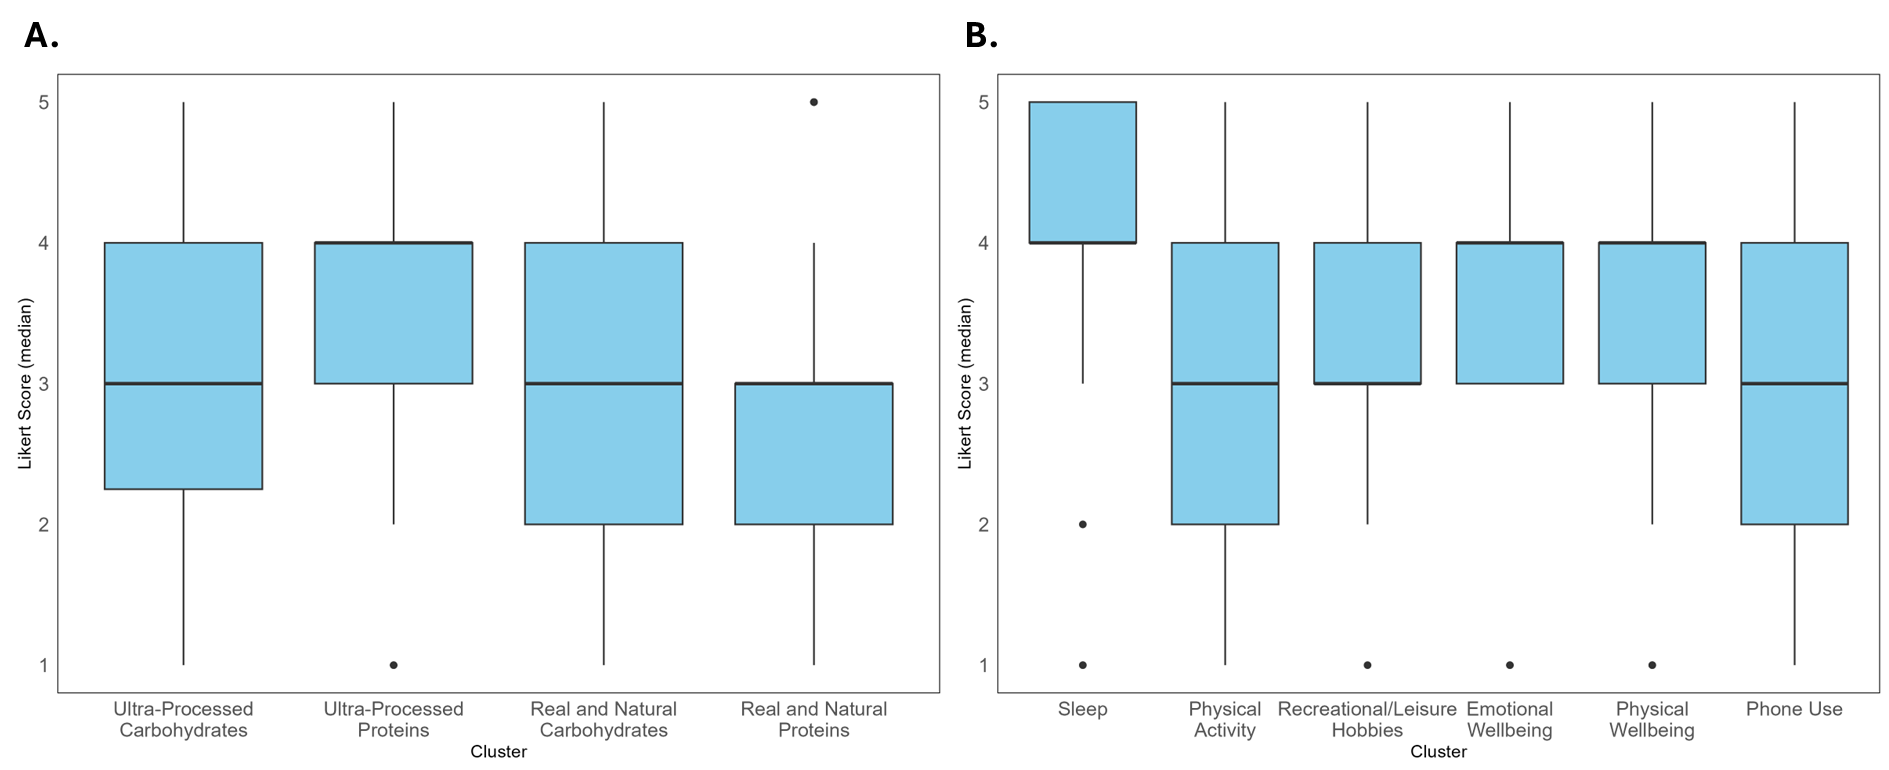 A.
5
4
3
2
1
Likert Score (median)
Ultra-Processed
Carbohydrates
Ultra-Processed
Proteins
Real and Natural
Carbohydrates
Real and Natural
Proteins
Cluster
B.
5
4
3
2
1
Likert Score (median)
Sleep
Physical
Activity
Recreational/Leisure
Hobbies
Emotional
Wellbeing
Physical
Wellbeing
Phone Use
Cluster